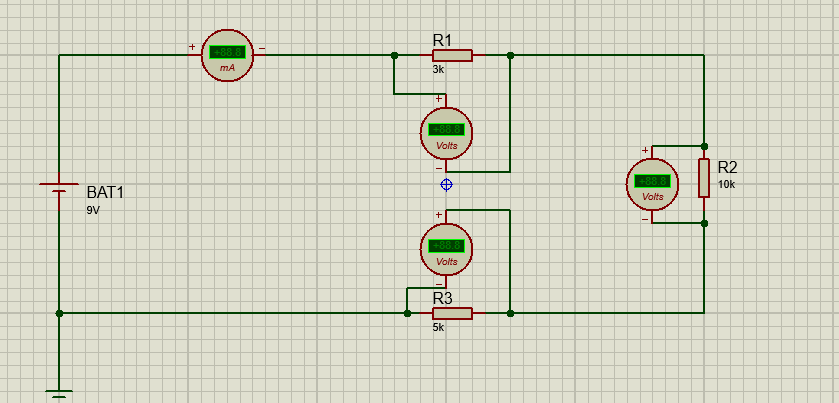 R1
+88.8
mA
3k
+88.8
Volts
R2
+88.8
10k
BAT1
Volts
9V
+88.8
Volts
R3
5k